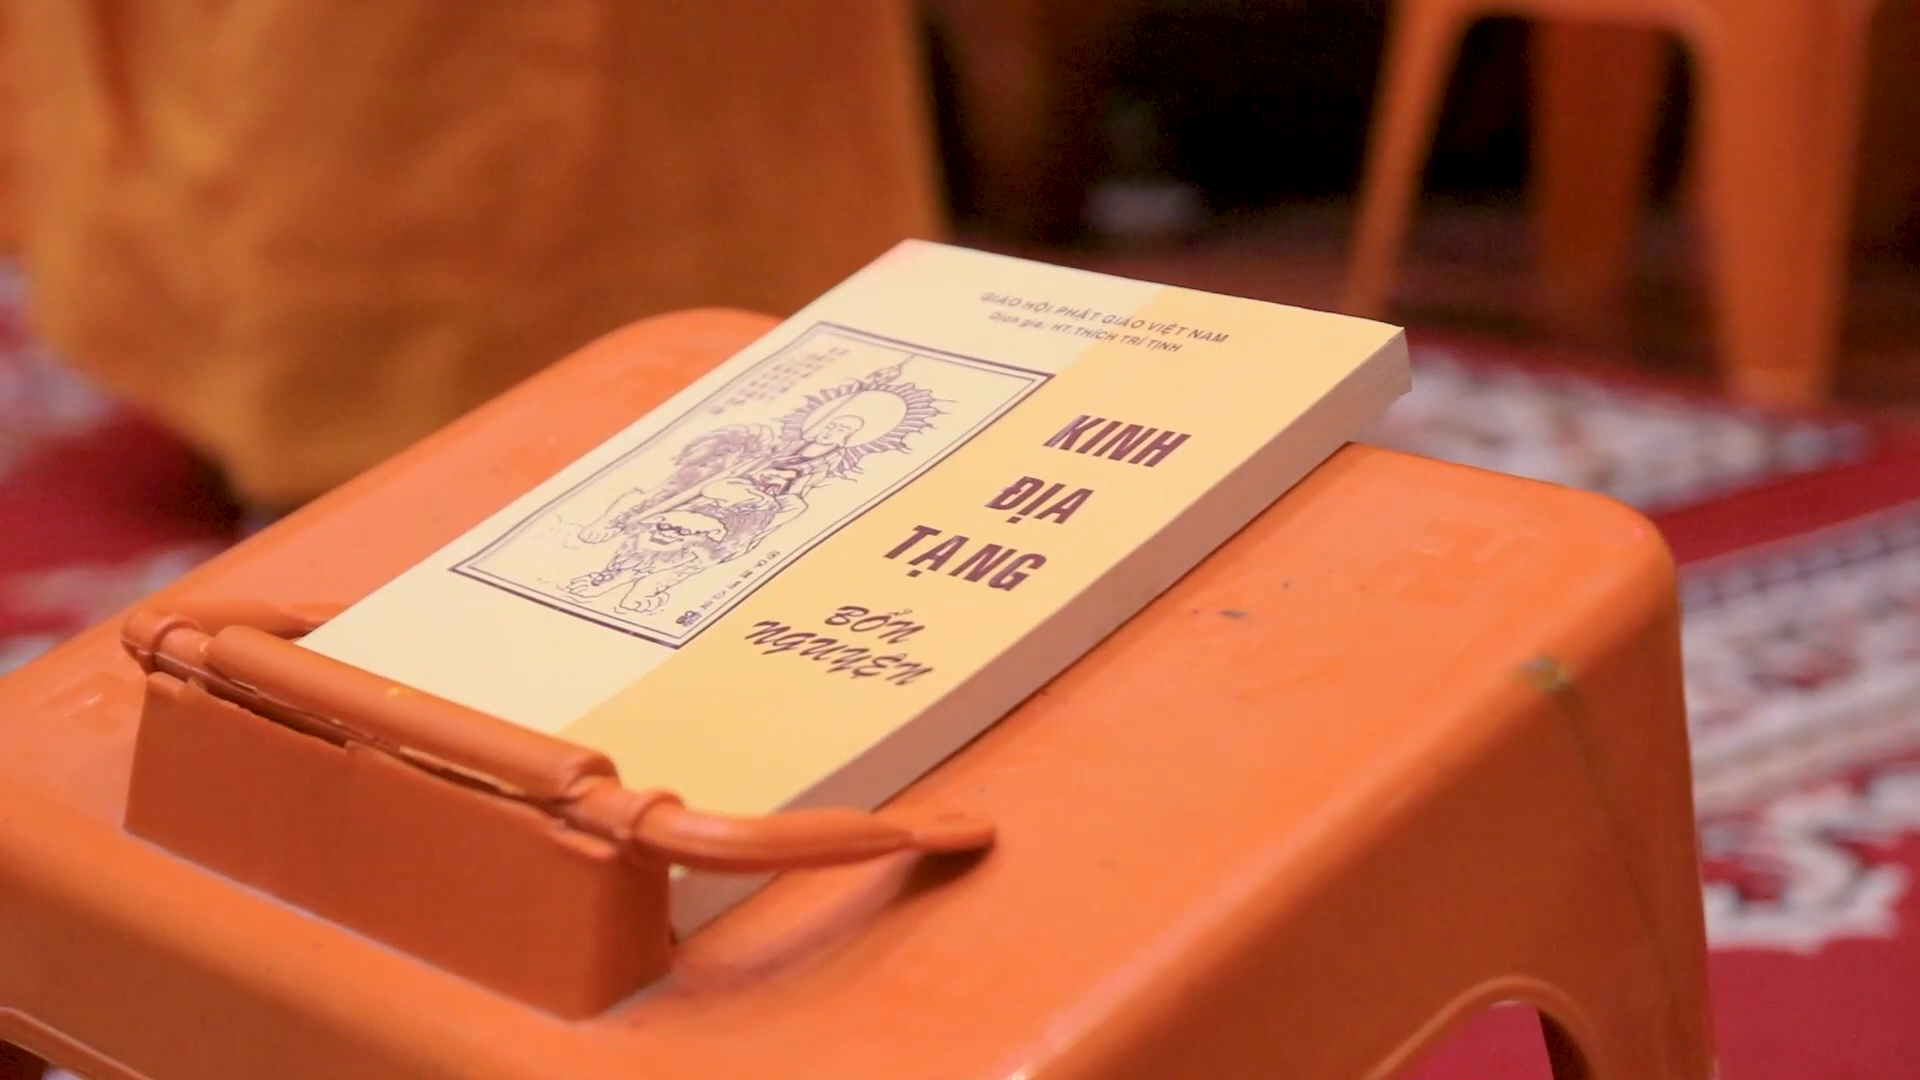 GIÁO HỘI PHẬT GIÁO VIỆT NAM
Dịch giả: HT.THÍCH TRÍ TỊNH
KINH
ĐỊA
TẠNG
BỔN
NGUYỆN